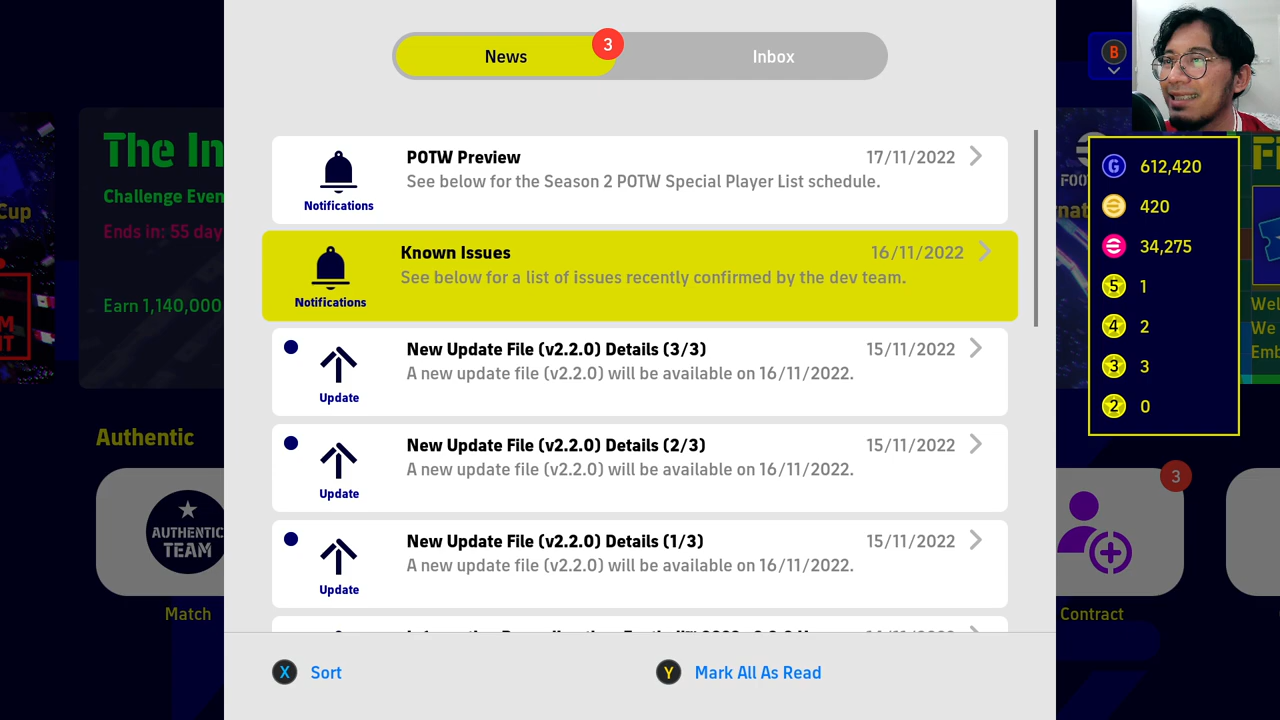 News
3
Inbox
B
POTW Preview
17/11/2022
See below for the Season 2 POTW Special Player List schedule.
Notifications
Known Issues
16/11/2022
See below for a list of issues recently confirmed by the dev team.
Notifications
New Update File (v2.2.0) Details (3/3)
15/11/2022
A new update file (v2.2.0) will be available on 16/11/2022.
Update
New Update File (v2.2.0) Details (2/3)
15/11/2022
A new update file (v2.2.0) will be available on 16/11/2022.
Update
New Update File (v2.2.0) Details (1/3)
15/11/2022
A new update file (v2.2.0) will be available on 16/11/2022.
Update
X Sort
Y Mark All As Read
The In
Challenge Even
Ends in: 55 day
Earn 1,140,000
Cup
Authentic
AUTHENTIC
TEAM
Match
G 612,420
420
34,275
5 1
4 2
3 3
2 0
Wel
We
Emb
3
Contract